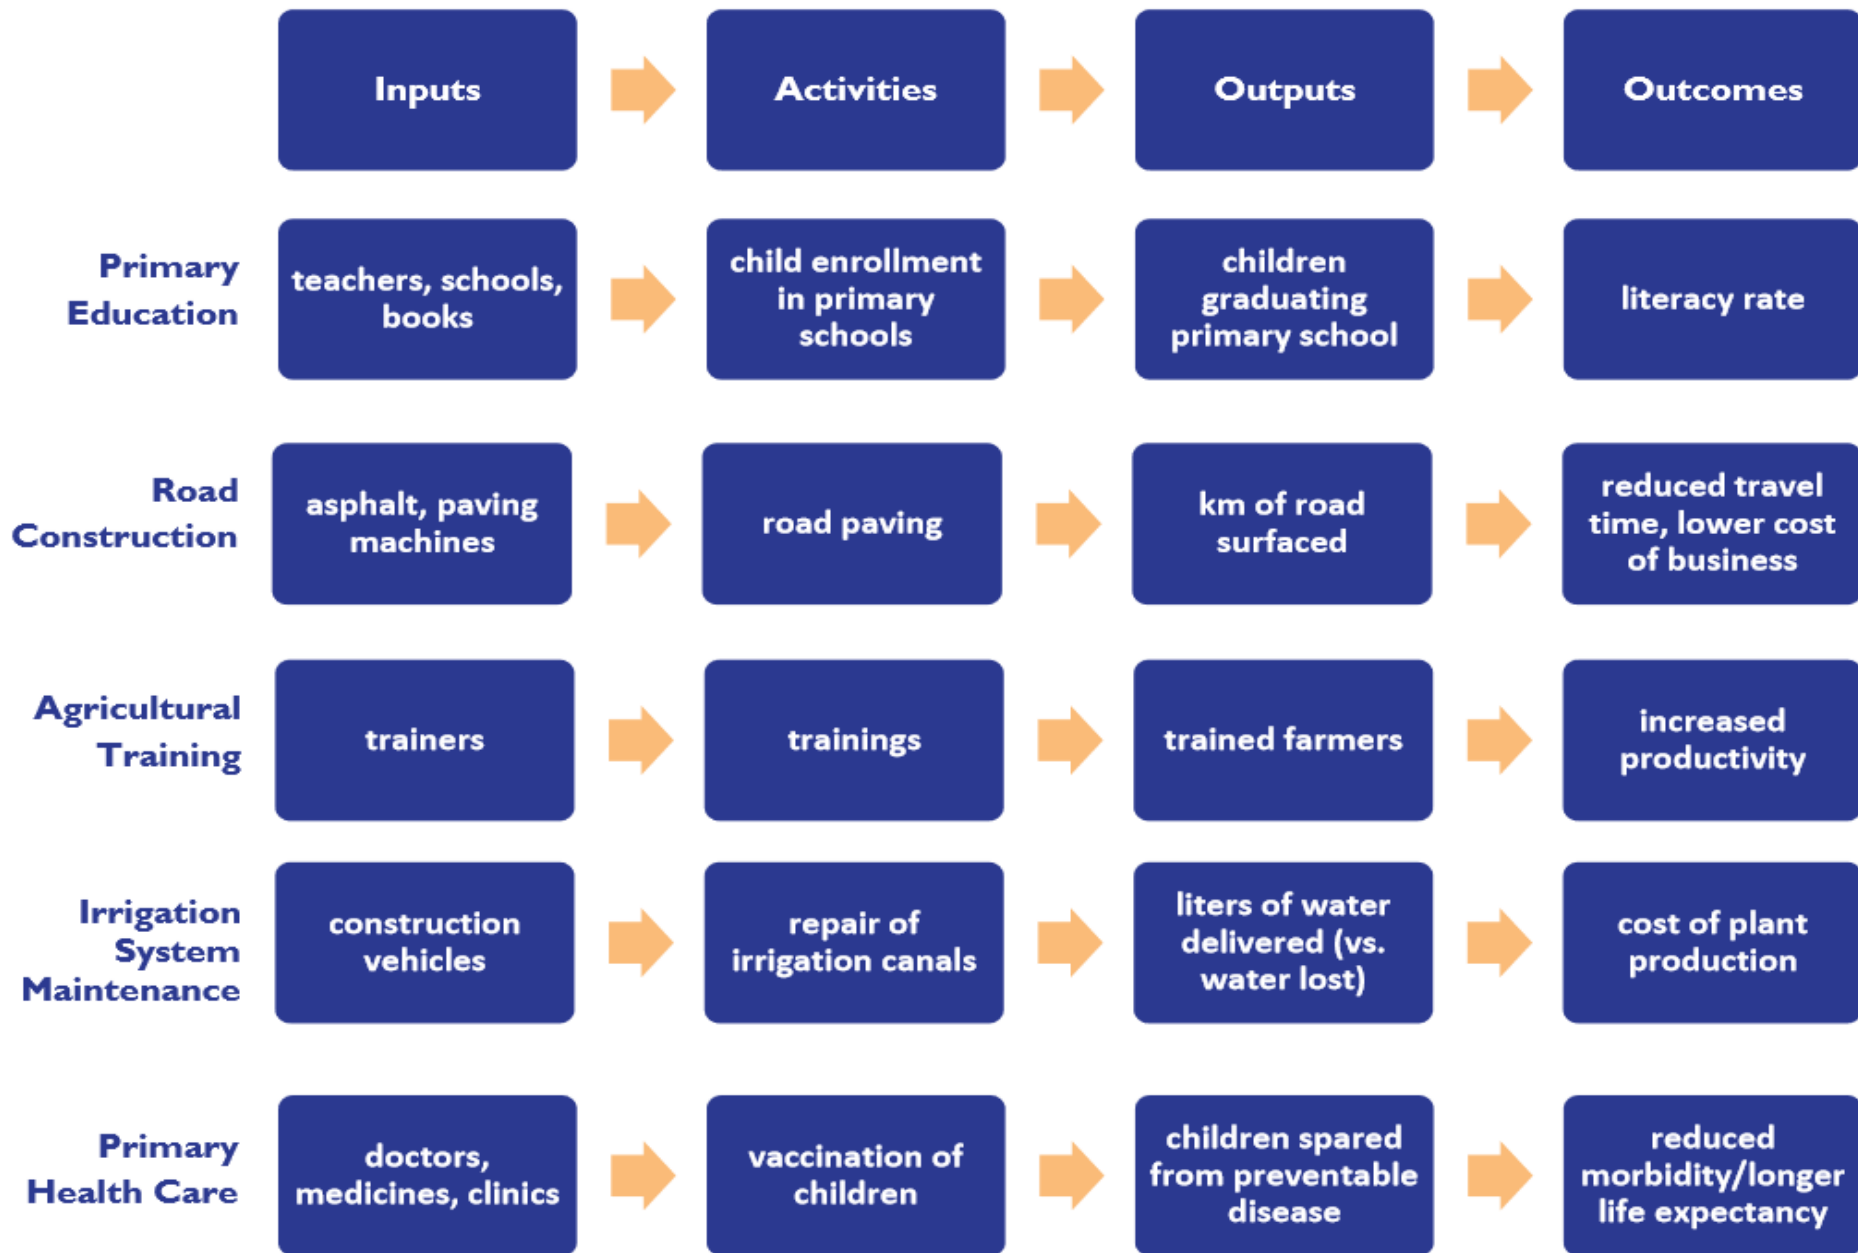 Inputs
Activities
Outputs
Outcomes
Primary
Education
teachers, schools,
books
child enrollment
in primary
schools
children
graduating
primary school
literacy rate
Road
Construction
asphalt, paving
machines
road paving
km of road
surfaced
reduced travel
time, lower cost
of business
Agricultural
Training
trainers
trainings
trained farmers
increased
productivity
Irrigation
System
Maintenance
construction
vehicles
repair of
irrigation canals
liters of water
delivered (vs.
water lost)
cost of plant
production
Primary
Health Care
doctors,
medicines, clinics
vaccination of
children
children spared
from preventable
disease
reduced
morbidity/longer
life expectancy